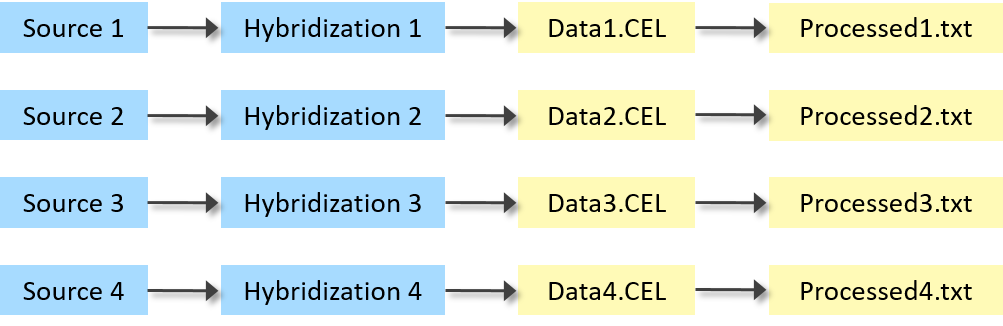 Source 1 Hybridization 1 Data1.CEL Processed1.txt
Source 2 Hybridization 2 Data2.CEL Processed2.txt
Source 3 Hybridization 3 Data3.CEL Processed3.txt
Source 4 Hybridization 4 Data4.CEL Processed4.txt